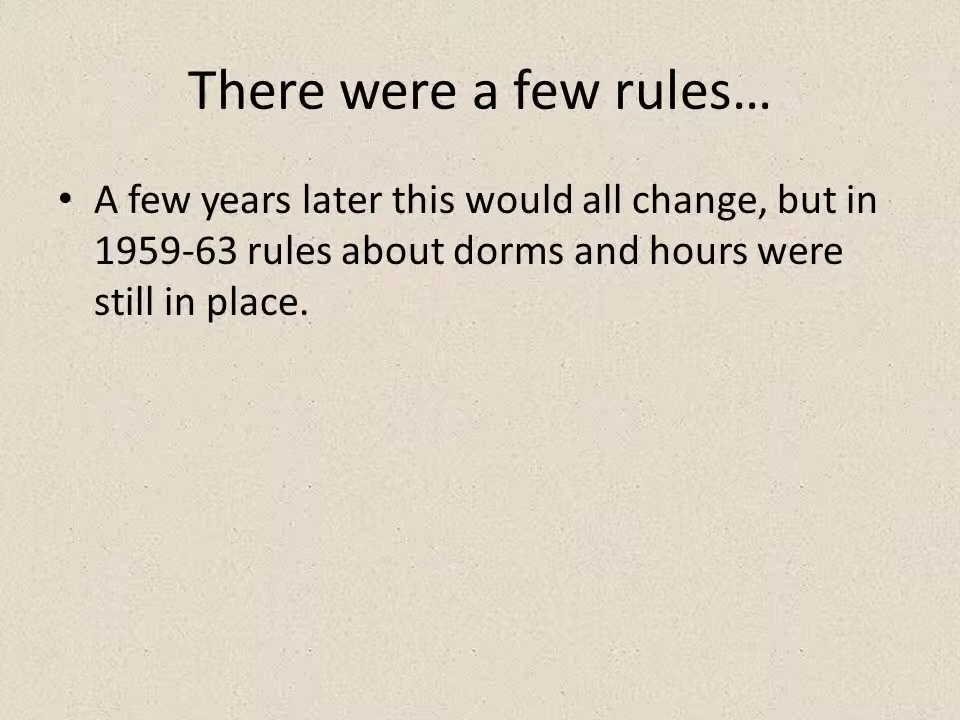 There were a few rules…
• A few years later this would all change, but in
1959-63 rules about dorms and hours were
still in place.